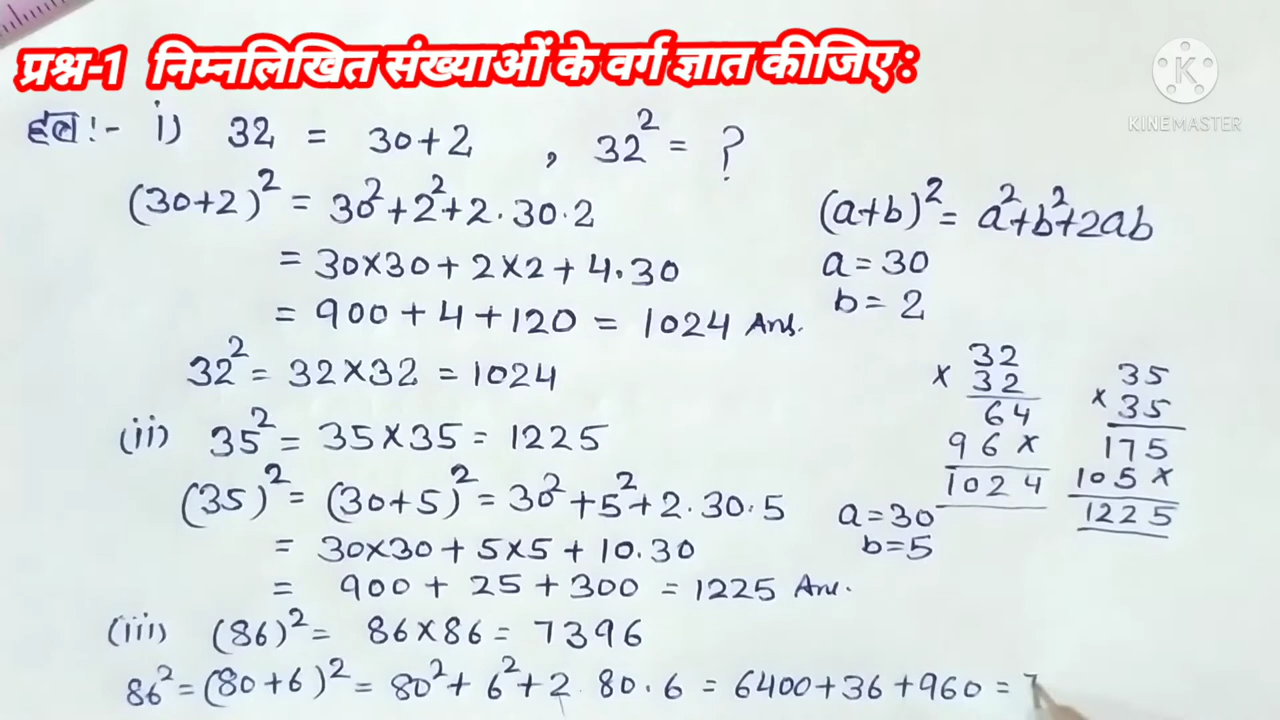 प्रश्न-1 निम्नलिखित संख्याओं के वर्ग ज्ञात कीजिए:
K
KINEMASTER
हल :- i) 32 = 30+2 , 32² = ?
(30+2)² = 30²+2²+2·30·2
= 30×30+2×2+4·30
= 900+4+120 = 1024 Ans.
(a+b)² = a²+b²+2ab
a=30
b=2
32² = 32×32 = 1024
32
× 32
64
96×
1024
35
× 35
175
105×
1225
(ii) 35² = 35×35 = 1225
(35)² = (30+5)² = 30²+5²+2·30·5
= 30×30+5×5+10·30
= 900+25+300 = 1225 Ans.
a=30
b=5
(iii) (86)² = 86×86 = 7396
86² = (80+6)² = 80²+6²+2 80·6 = 6400+36+960 =